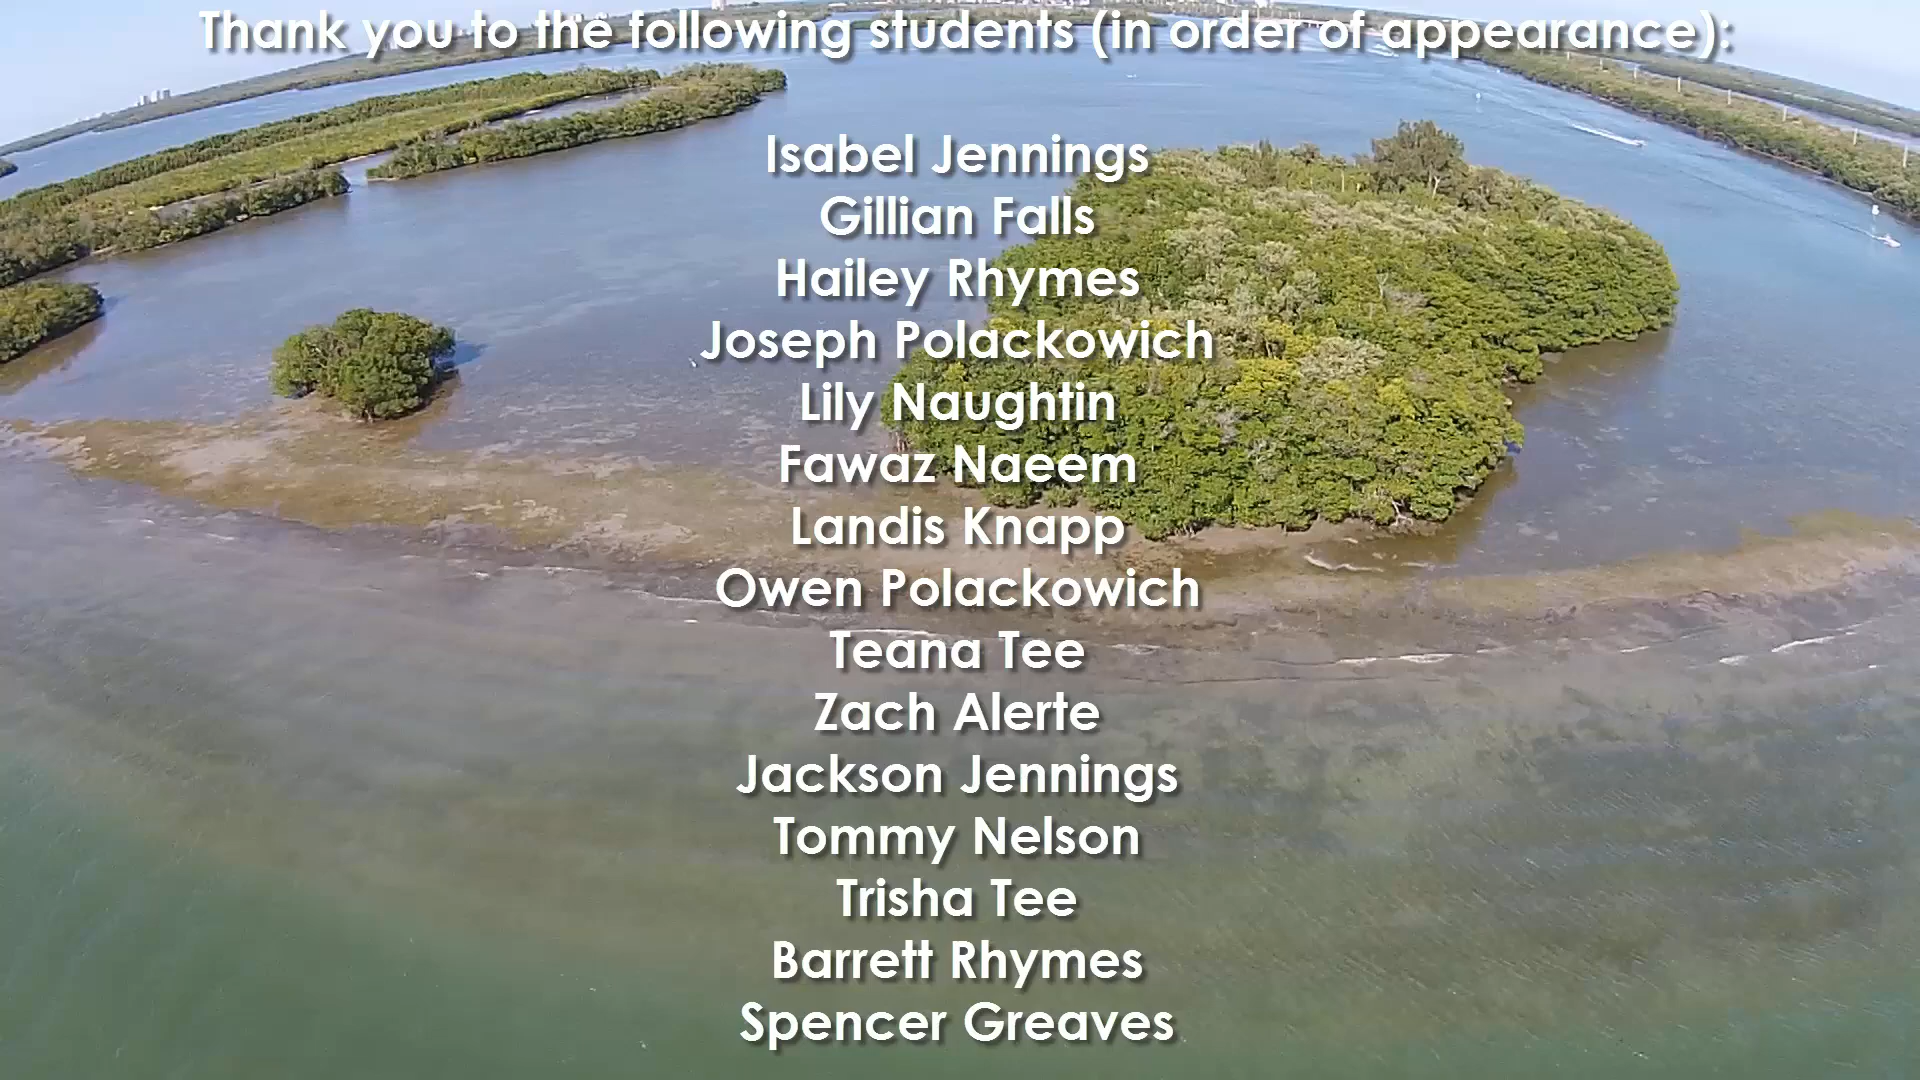 Thank you to the following students (in order of appearance):
Isabel Jennings
Gillian Falls
Hailey Rhymes
Joseph Polackowich
Lily Naughtin
Fawaz Naeem
Landis Knapp
Owen Polackowich
Teana Tee
Zach Alerte
Jackson Jennings
Tommy Nelson
Trisha Tee
Barrett Rhymes
Spencer Greaves